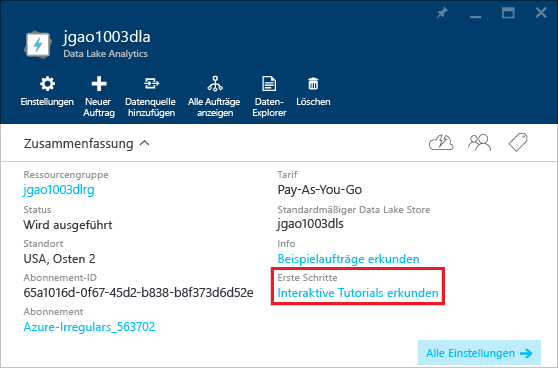 jgao1003dla
Data Lake Analytics
Einstellungen
Neuer
Auftrag
Datenquelle
hinzufügen
Alle Aufträge
anzeigen
Daten-
Explorer
Löschen
Zusammenfassung
Ressourcengruppe
jgao1003dlrg
Status
Wird ausgeführt
Standort
USA, Osten 2
Abonnement-ID
65a1016d-0f67-45d2-b838-b8f373d6d52e
Abonnement
Azure-Irregulars_563702
Tarif
Pay-As-You-Go
Standardmäßiger Data Lake Store
jgao1003dls
Info
Beispielaufträge erkunden
Erste Schritte
Interaktive Tutorials erkunden
Alle Einstellungen